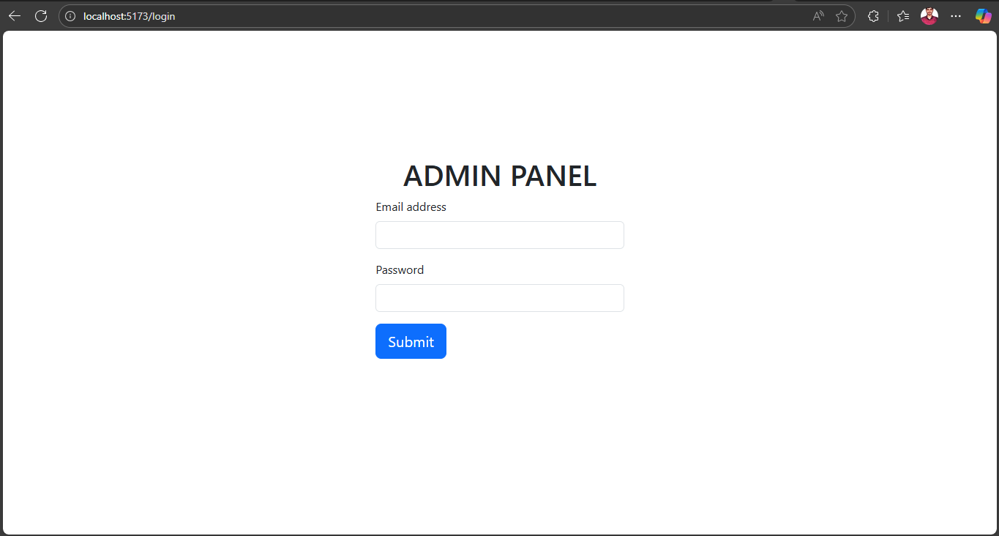 localhost:5173/login
ADMIN PANEL
Email address
Password
Submit